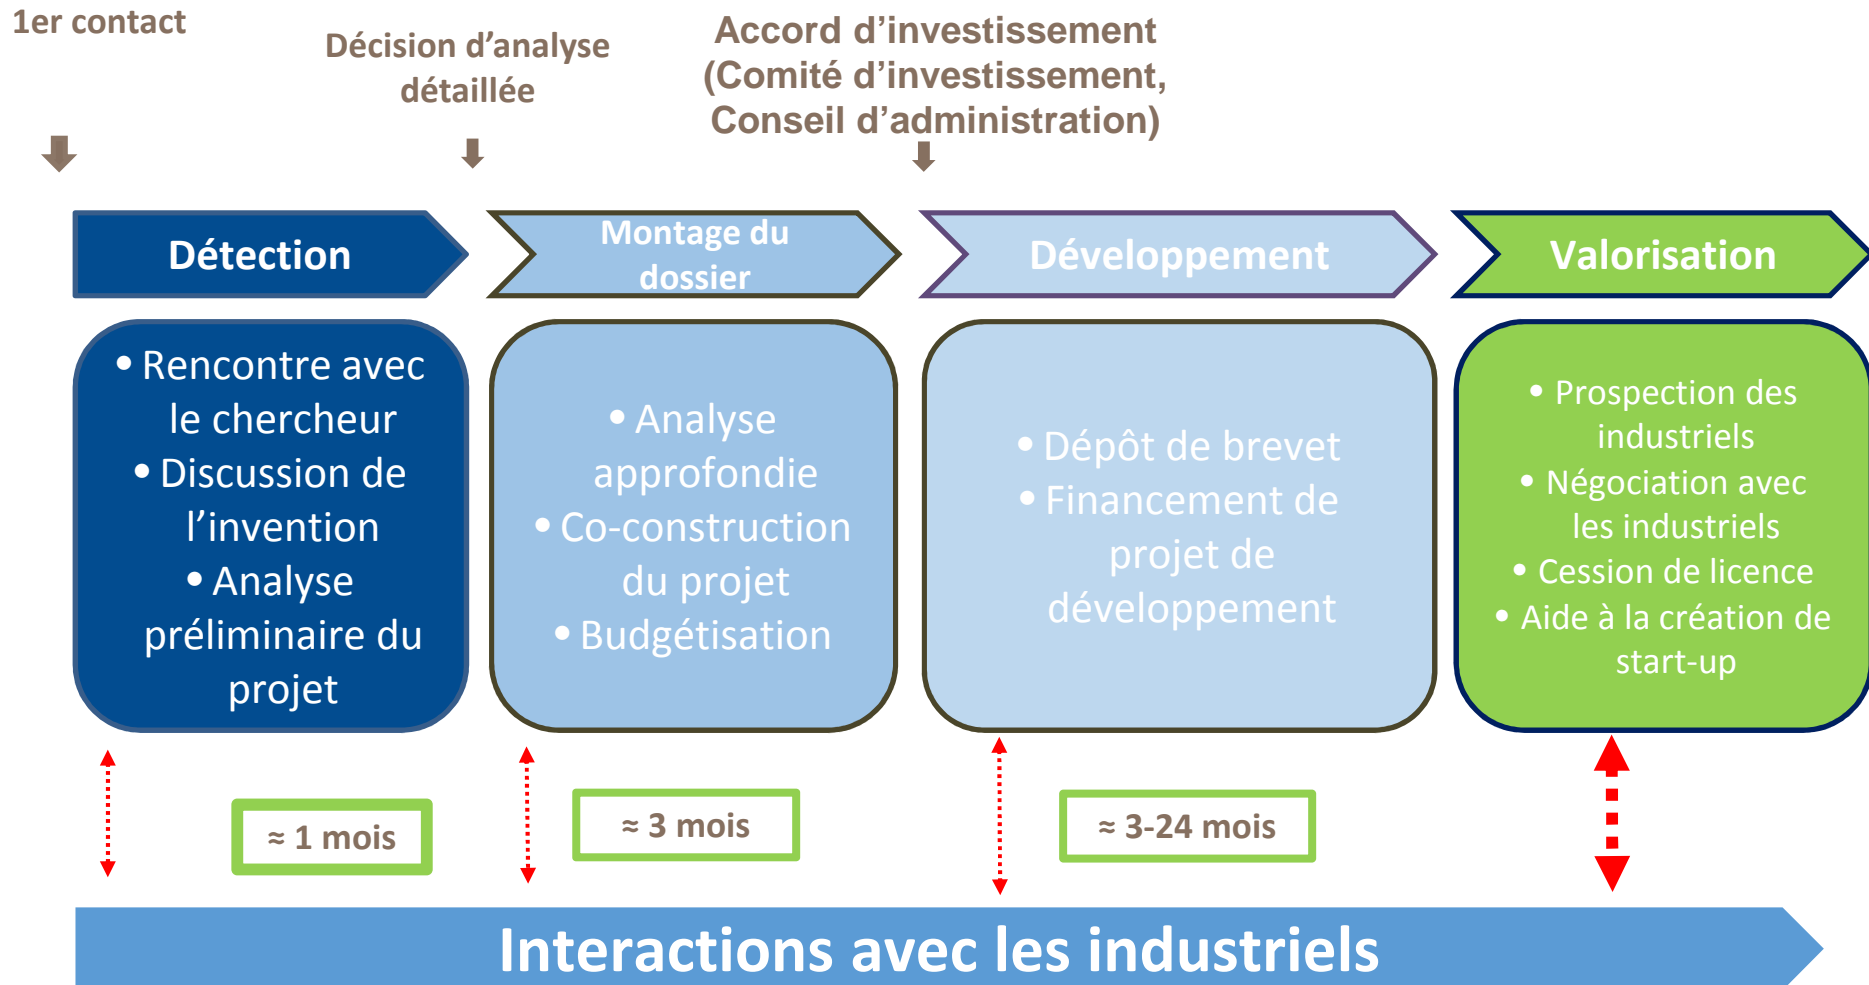 1er contact
Décision d’analyse
détaillée
Accord d’investissement
(Comité d’investissement,
Conseil d’administration)
Détection
Montage du
dossier
Développement
Valorisation
• Rencontre avec
le chercheur
• Discussion de
l’invention
• Analyse
préliminaire du
projet
• Analyse
approfondie
• Co-construction
du projet
• Budgétisation
• Dépôt de brevet
• Financement de
projet de
développement
• Prospection des
industriels
• Négociation avec
les industriels
• Cession de licence
• Aide à la création de
start-up
≈ 1 mois
≈ 3 mois
≈ 3-24 mois
Interactions avec les industriels